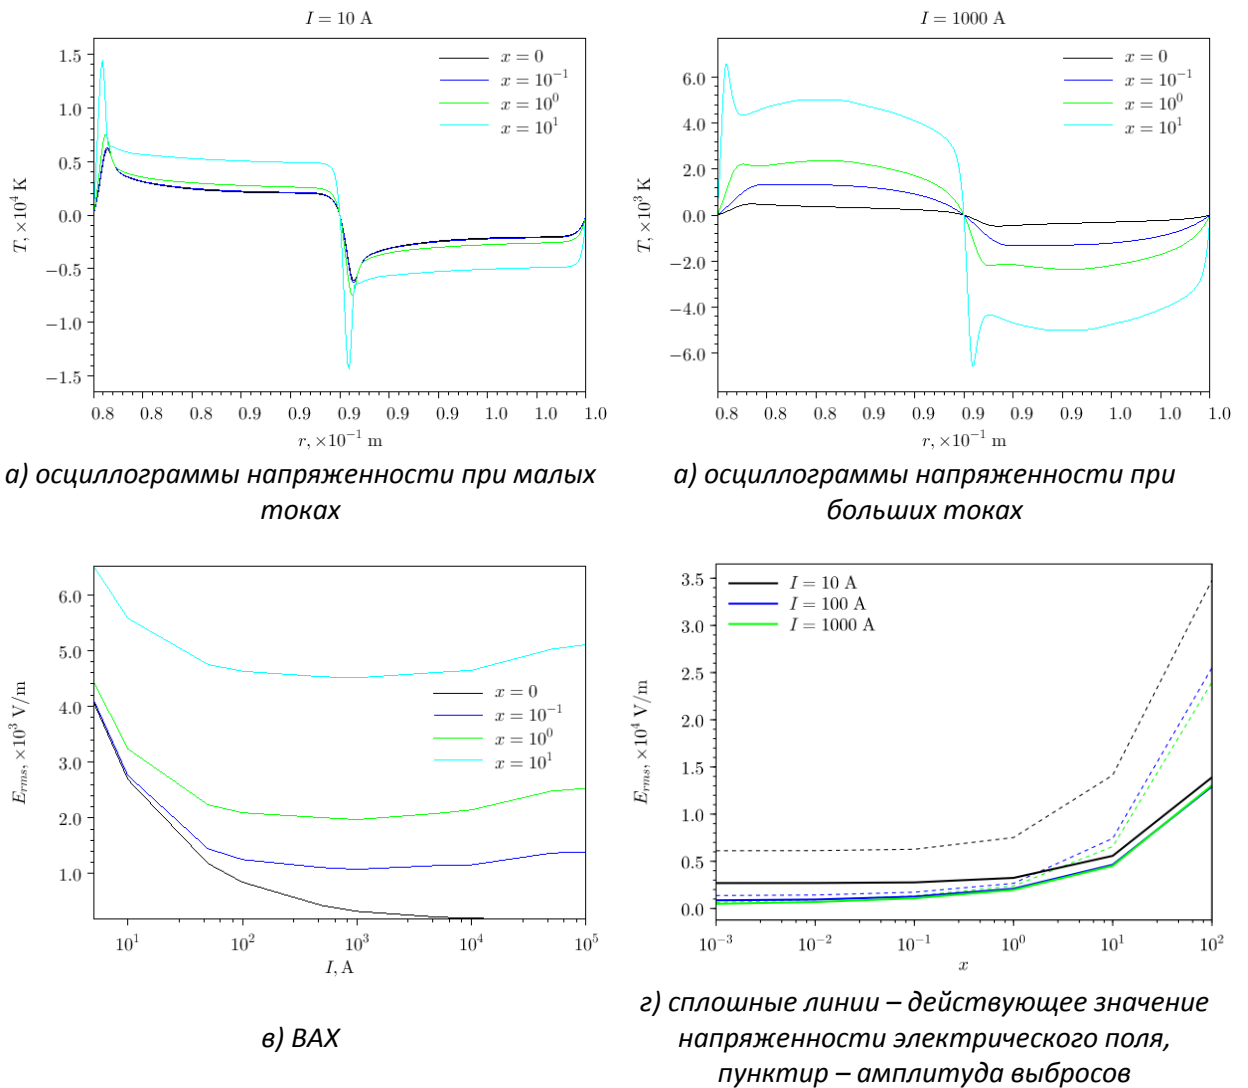 I = 10 A
1.5
1.0
0.5
0.0
−0.5
−1.0
−1.5
T, ×10⁴ K
x = 0
x = 10⁻¹
x = 10⁰
x = 10¹
0.8 0.8 0.8 0.9 0.9 0.9 0.9 0.9 1.0 1.0 1.0
r, ×10⁻¹ m
а) осциллограммы напряженности при малых
токах
I = 1000 A
6.0
4.0
2.0
0.0
−2.0
−4.0
−6.0
T, ×10³ K
x = 0
x = 10⁻¹
x = 10⁰
x = 10¹
0.8 0.8 0.8 0.9 0.9 0.9 0.9 0.9 1.0 1.0 1.0
r, ×10⁻¹ m
а) осциллограммы напряженности при
больших токах
6.0
5.0
4.0
3.0
2.0
1.0
E_rms, ×10³ V/m
x = 0
x = 10⁻¹
x = 10⁰
x = 10¹
10¹ 10² 10³ 10⁴ 10⁵
I, A
в) ВАХ
3.5
3.0
2.5
2.0
1.5
1.0
0.5
0.0
E_rms, ×10⁴ V/m
I = 10 A
I = 100 A
I = 1000 A
10⁻³ 10⁻² 10⁻¹ 10⁰ 10¹ 10²
x
г) сплошные линии – действующее значение
напряженности электрического поля,
пунктир – амплитуда выбросов